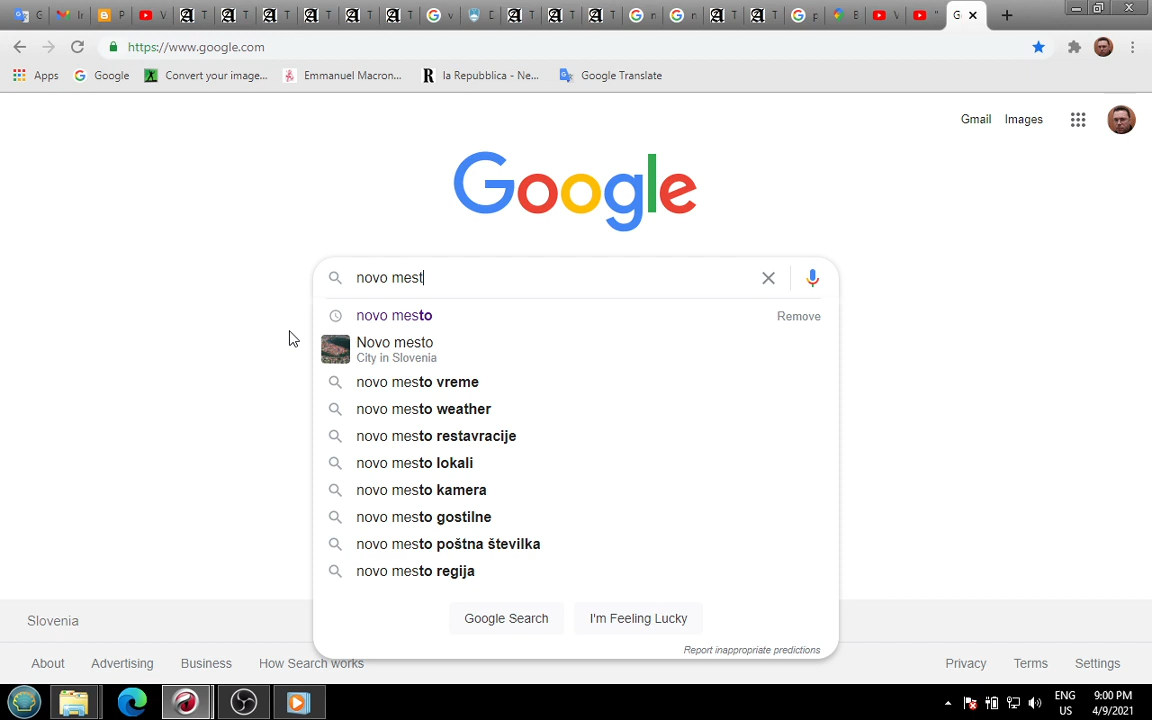 https://www.google.com
Apps
Google
Convert your image...
Emmanuel Macron...
la Repubblica - Ne...
Google Translate
Gmail
Images
Google
novo mest
novo mesto
Remove
Novo mesto
City in Slovenia
novo mesto vreme
novo mesto weather
novo mesto restavracije
novo mesto lokali
novo mesto kamera
novo mesto gostilne
novo mesto poštna številka
novo mesto regija
Google Search
I'm Feeling Lucky
Report inappropriate predictions
Slovenia
About
Advertising
Business
How Search works
Privacy
Terms
Settings
ENG
US
9:00 PM
4/9/2021